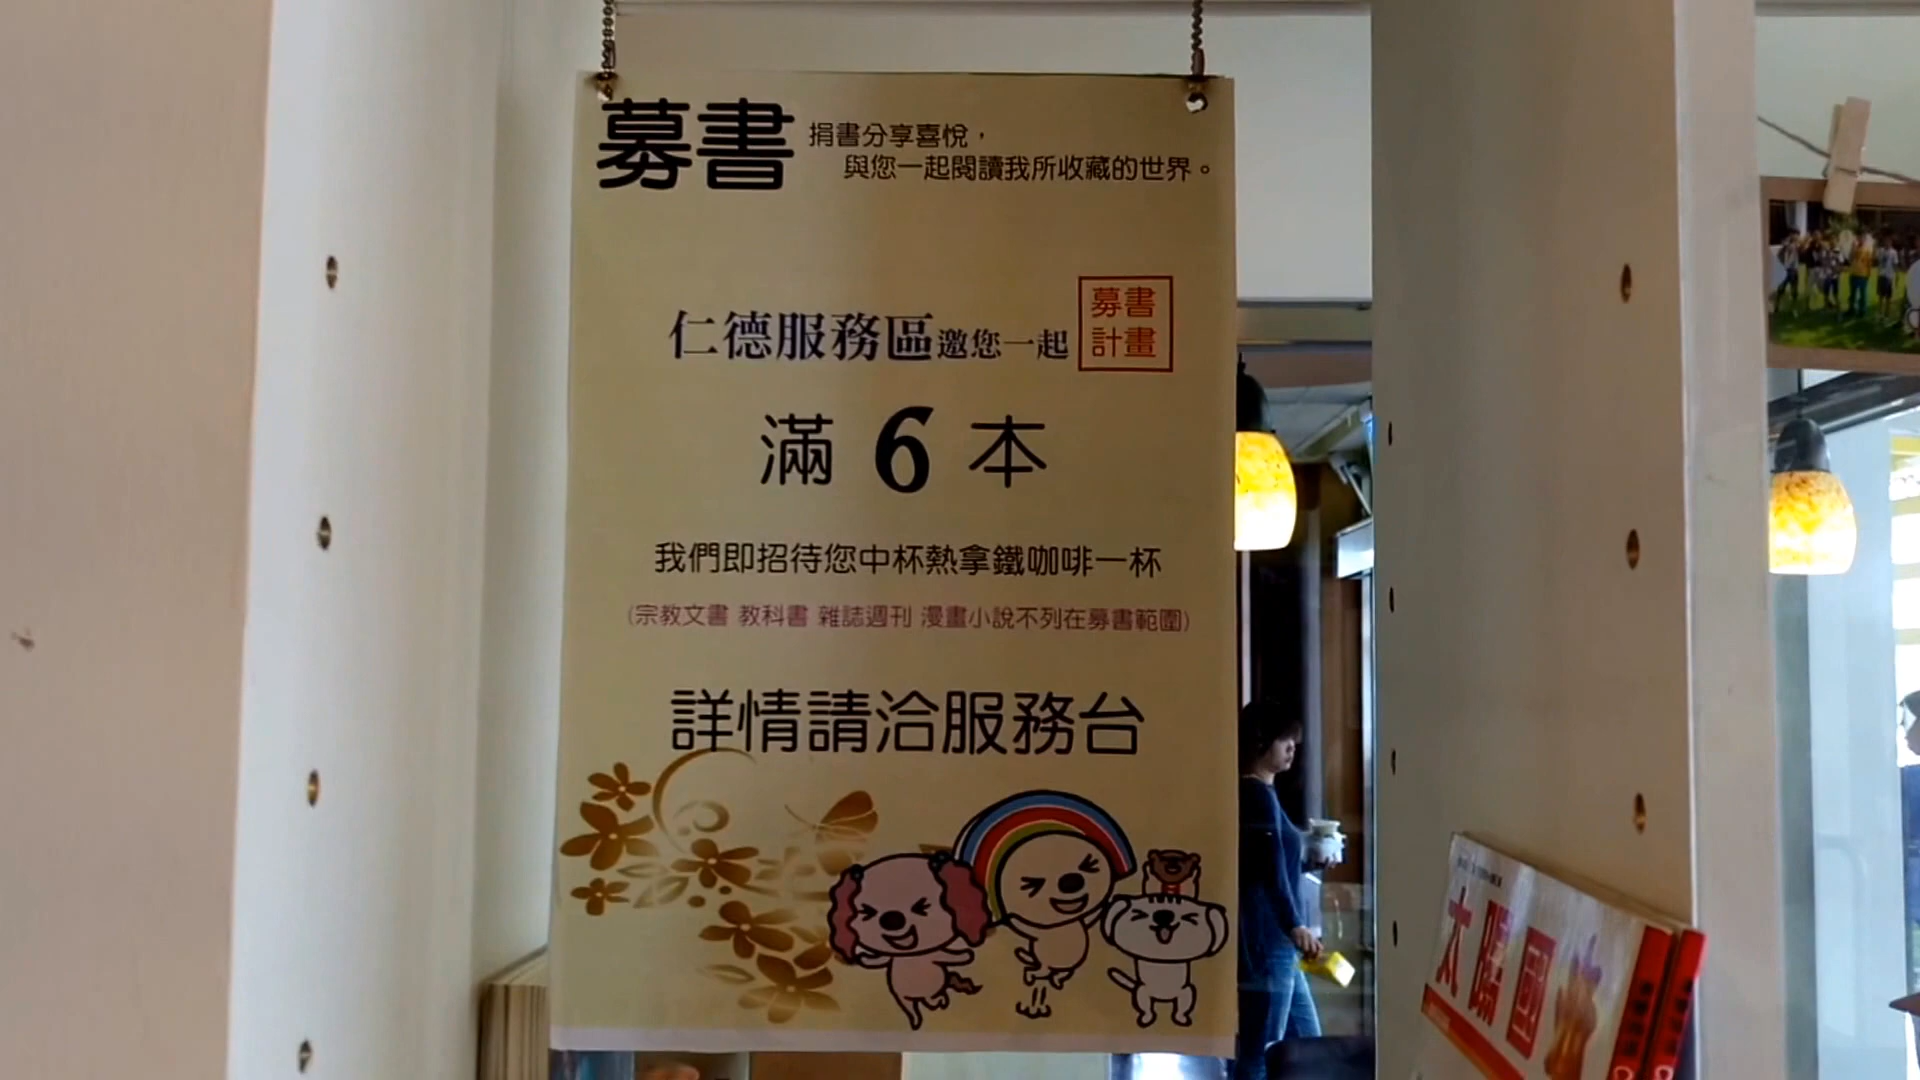 募書
捐書分享喜悅，
與您一起閱讀我所收藏的世界。
仁德服務區邀您一起
募書
計畫
滿 6 本
我們即招待您中杯熱拿鐵咖啡一杯
(宗教文書 教科書 雜誌週刊 漫畫小說不列在募書範圍)
詳情請洽服務台
太陽國